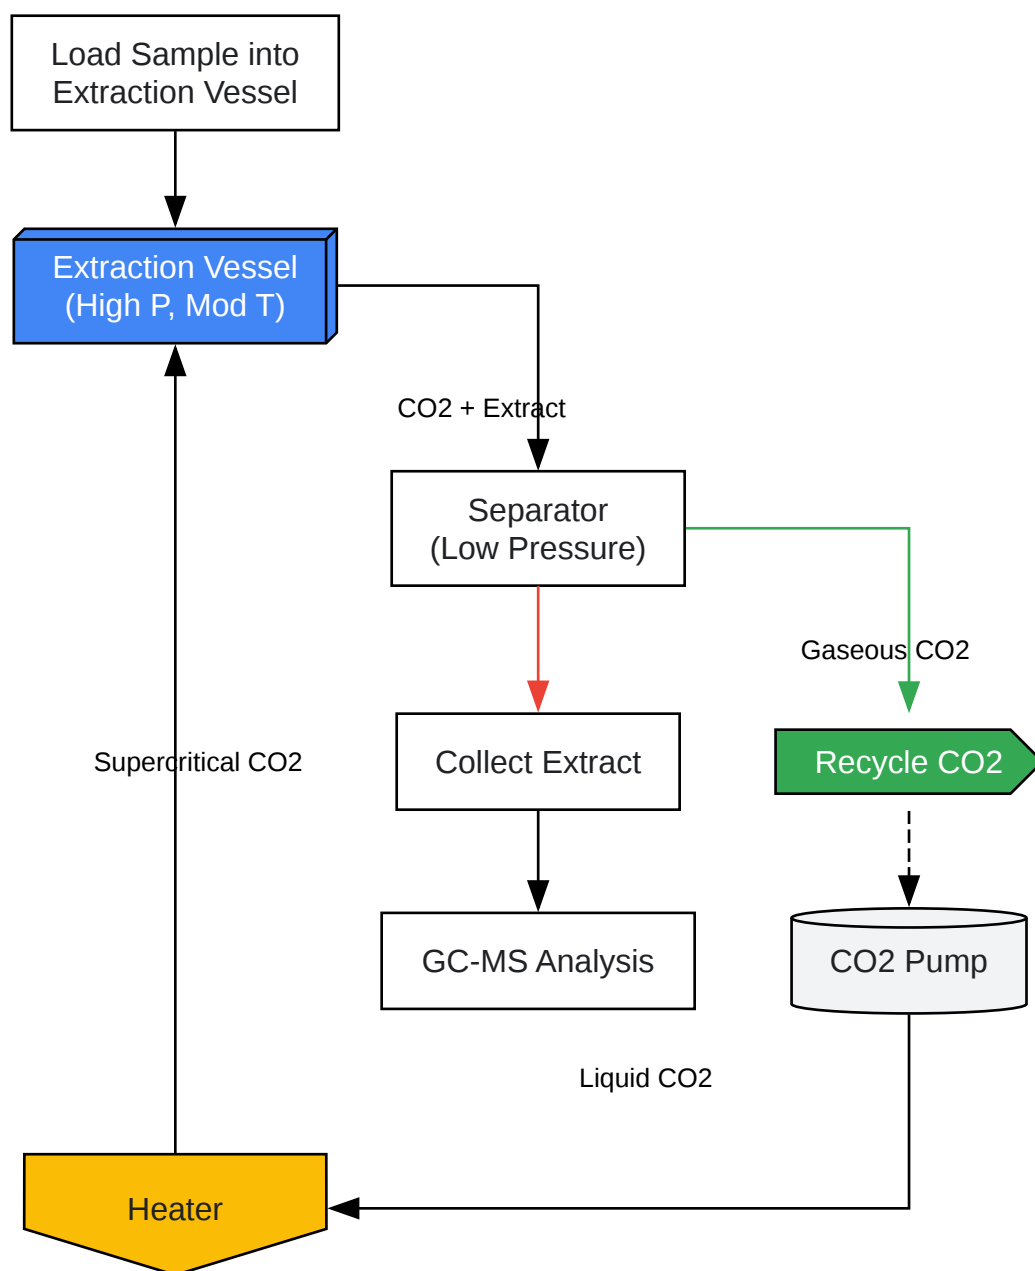 Load Sample into
Extraction Vessel
Extraction Vessel
(High P, Mod T)
CO2 + Extract
Separator
(Low Pressure)
Gaseous CO2
Supercritical CO2
Collect Extract
Recycle CO2
GC-MS Analysis
CO2 Pump
Liquid CO2
Heater